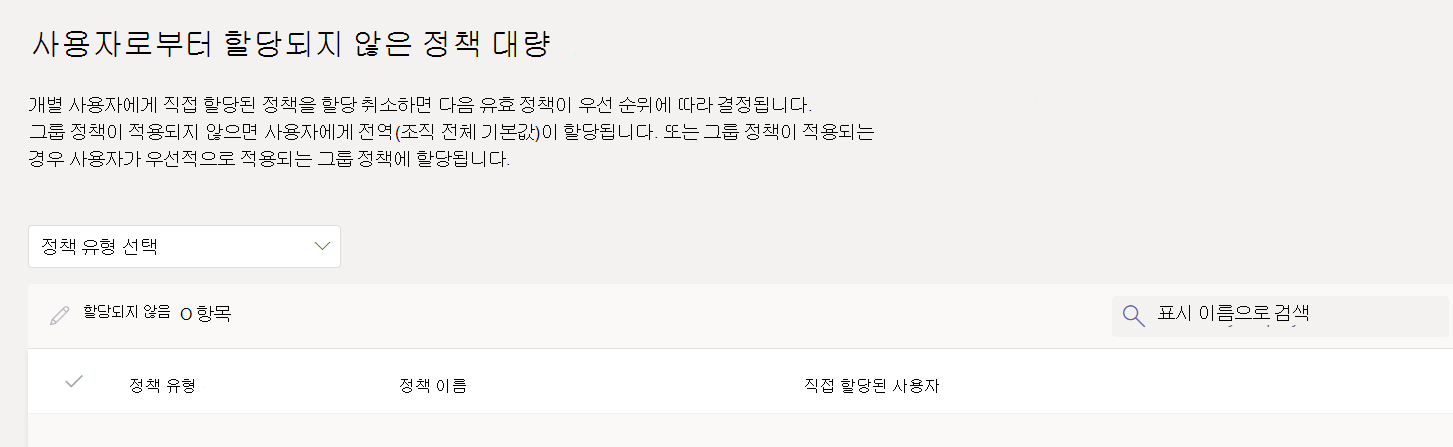 사용자로부터 할당되지 않은 정책 대량
개별 사용자에게 직접 할당된 정책을 할당 취소하면 다음 유효 정책이 우선 순위에 따라 결정됩니다.
그룹 정책이 적용되지 않으면 사용자에게 전역(조직 전체 기본값)이 할당됩니다. 또는 그룹 정책이 적용되는
경우 사용자가 우선적으로 적용되는 그룹 정책에 할당됩니다.
정책 유형 선택
할당되지 않음 O 항목 표시 이름으로 검색
정책 유형 정책 이름 직접 할당된 사용자